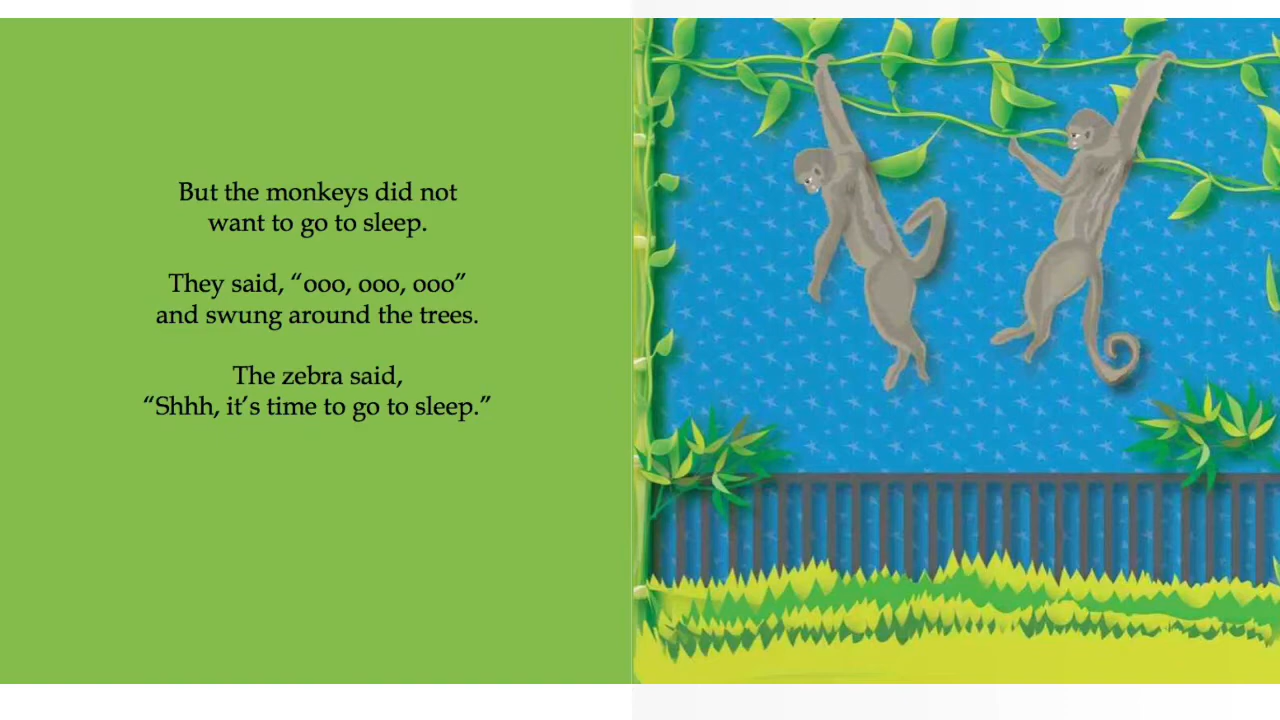 But the monkeys did not
want to go to sleep.
They said, “ooo, ooo, ooo”
and swung around the trees.
The zebra said,
“Shhh, it’s time to go to sleep.”